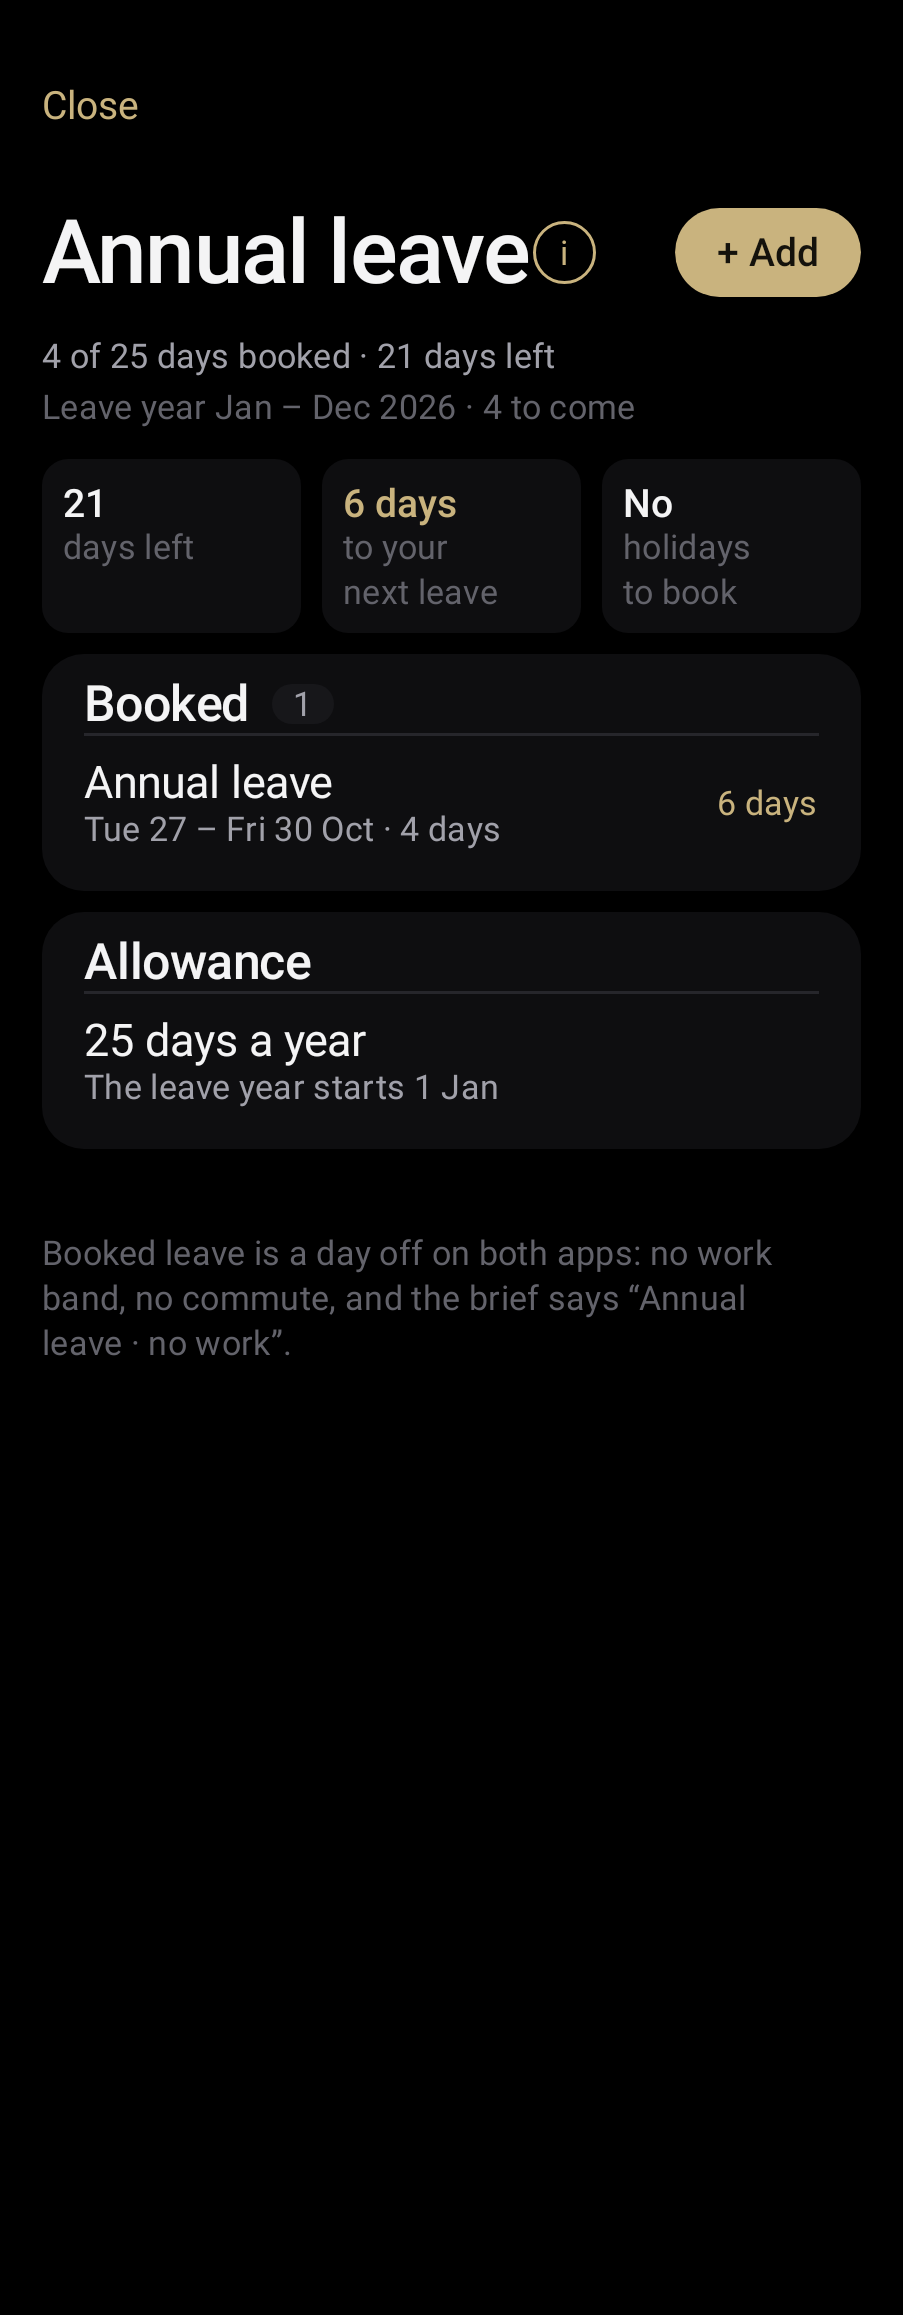 Close
Annual leave i
+ Add
4 of 25 days booked · 21 days left
Leave year Jan – Dec 2026 · 4 to come
21
days left
6 days
to your
next leave
No
holidays
to book
Booked 1
Annual leave
Tue 27 – Fri 30 Oct · 4 days
6 days
Allowance
25 days a year
The leave year starts 1 Jan
Booked leave is a day off on both apps: no work
band, no commute, and the brief says “Annual
leave · no work”.